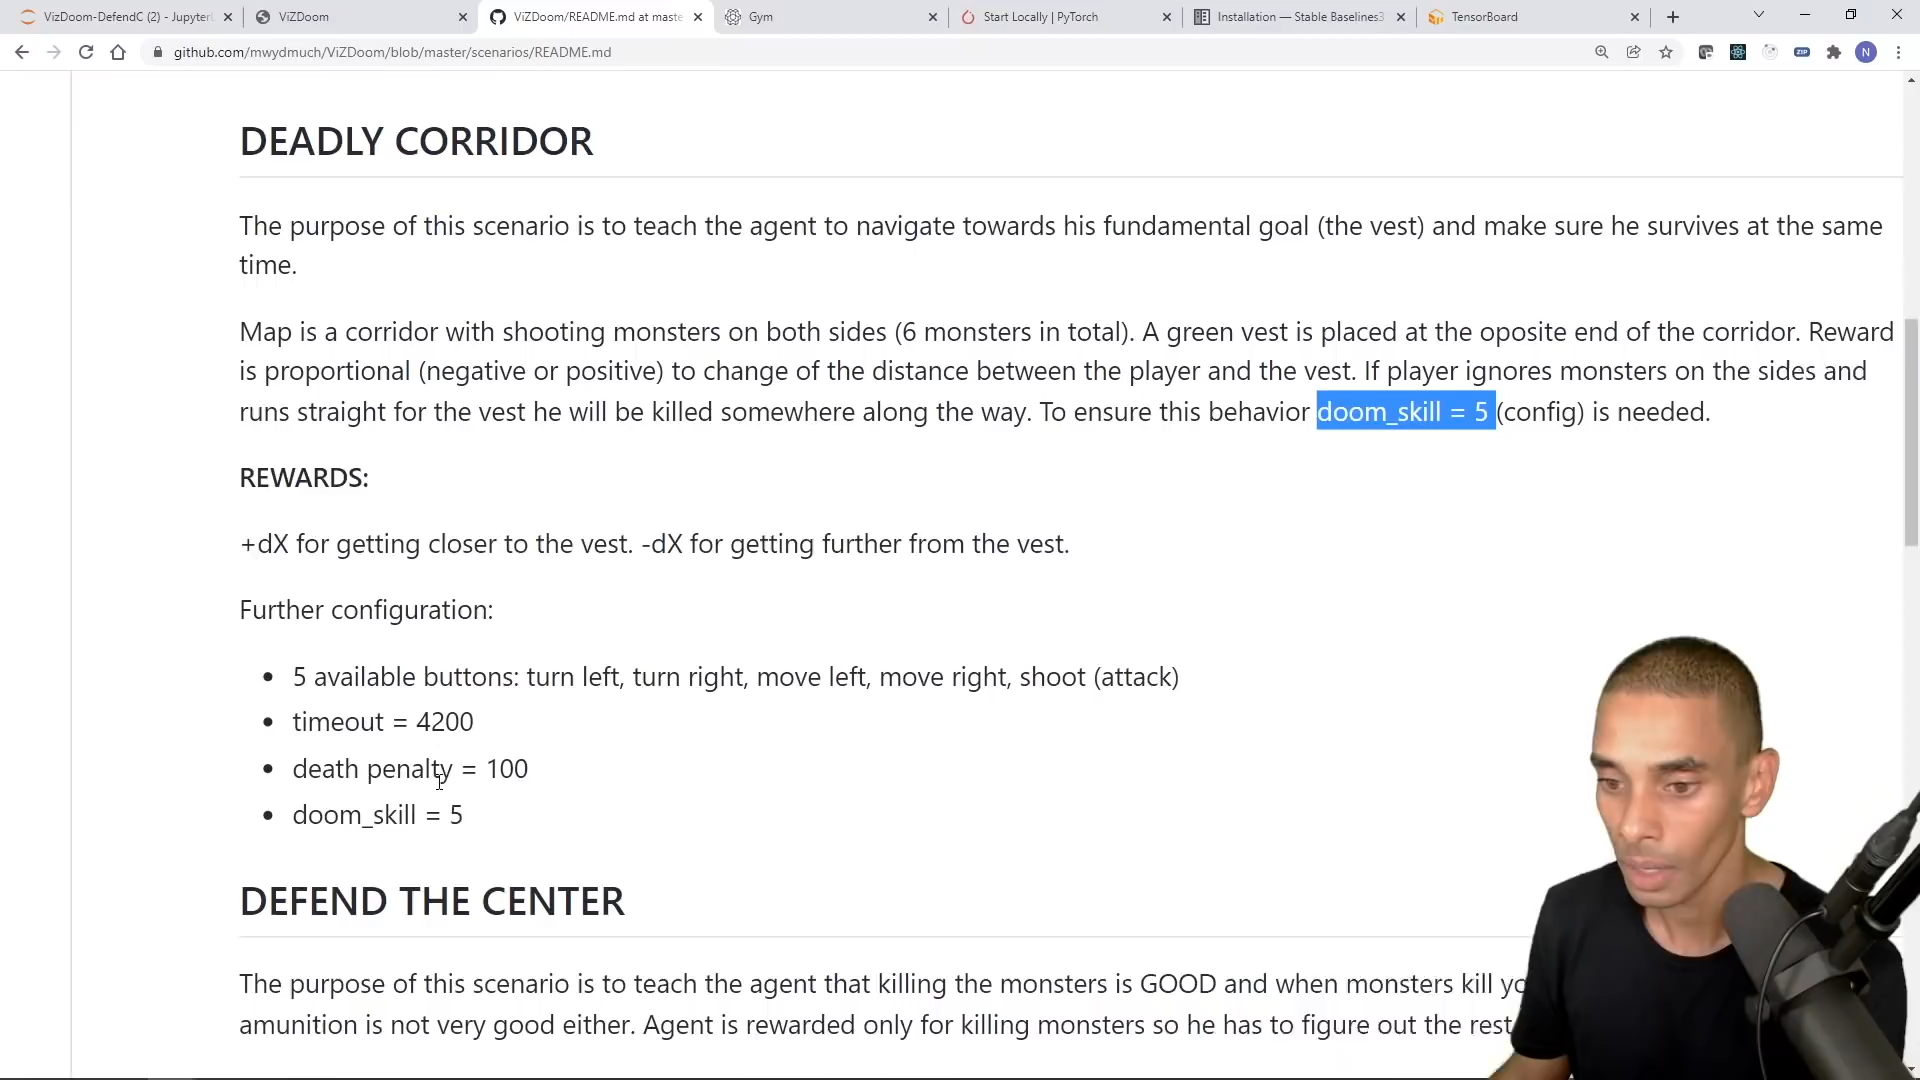 VizDoom-DefendC (2) - JupyterL
ViZDoom
ViZDoom/README.md at maste
Gym
Start Locally | PyTorch
Installation — Stable Baselines3
TensorBoard
github.com/mwydmuch/ViZDoom/blob/master/scenarios/README.md
ZIP
N
DEADLY CORRIDOR
The purpose of this scenario is to teach the agent to navigate towards his fundamental goal (the vest) and make sure he survives at the same
time.
Map is a corridor with shooting monsters on both sides (6 monsters in total). A green vest is placed at the oposite end of the corridor. Reward
is proportional (negative or positive) to change of the distance between the player and the vest. If player ignores monsters on the sides and
runs straight for the vest he will be killed somewhere along the way. To ensure this behavior doom_skill = 5 (config) is needed.
REWARDS:
+dX for getting closer to the vest. -dX for getting further from the vest.
Further configuration:
• 5 available buttons: turn left, turn right, move left, move right, shoot (attack)
• timeout = 4200
• death penalty = 100
• doom_skill = 5
DEFEND THE CENTER
The purpose of this scenario is to teach the agent that killing the monsters is GOOD and when monsters kill yo
amunition is not very good either. Agent is rewarded only for killing monsters so he has to figure out the rest